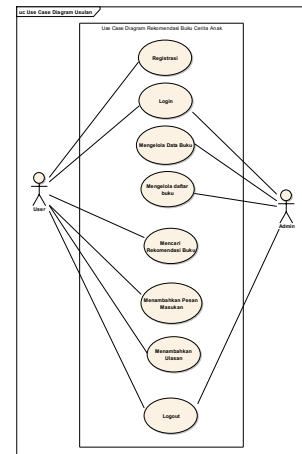 uc Use Case Diagram Usulan
Use Case Diagram Rekomendasi Buku Cerita Anak
Registrasi
Login
Mengelola Data Buku
Mengelola daftar
buku
User
Admin
Mencari
Rekomendasi Buku
Menambahkan Pesan
Masukan
Menambahkan
Ulasan
Logout